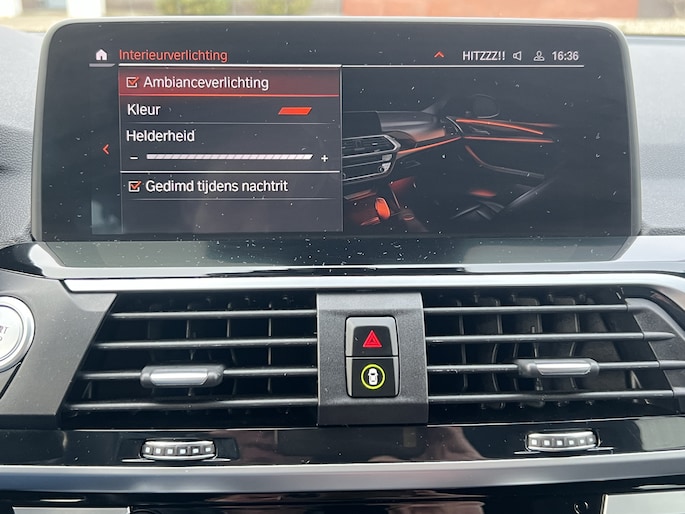 Interieurverlichting
HITZZZ!! 16:36
Ambianceverlichting
Kleur
Helderheid
- +
Gedimd tijdens nachtrit